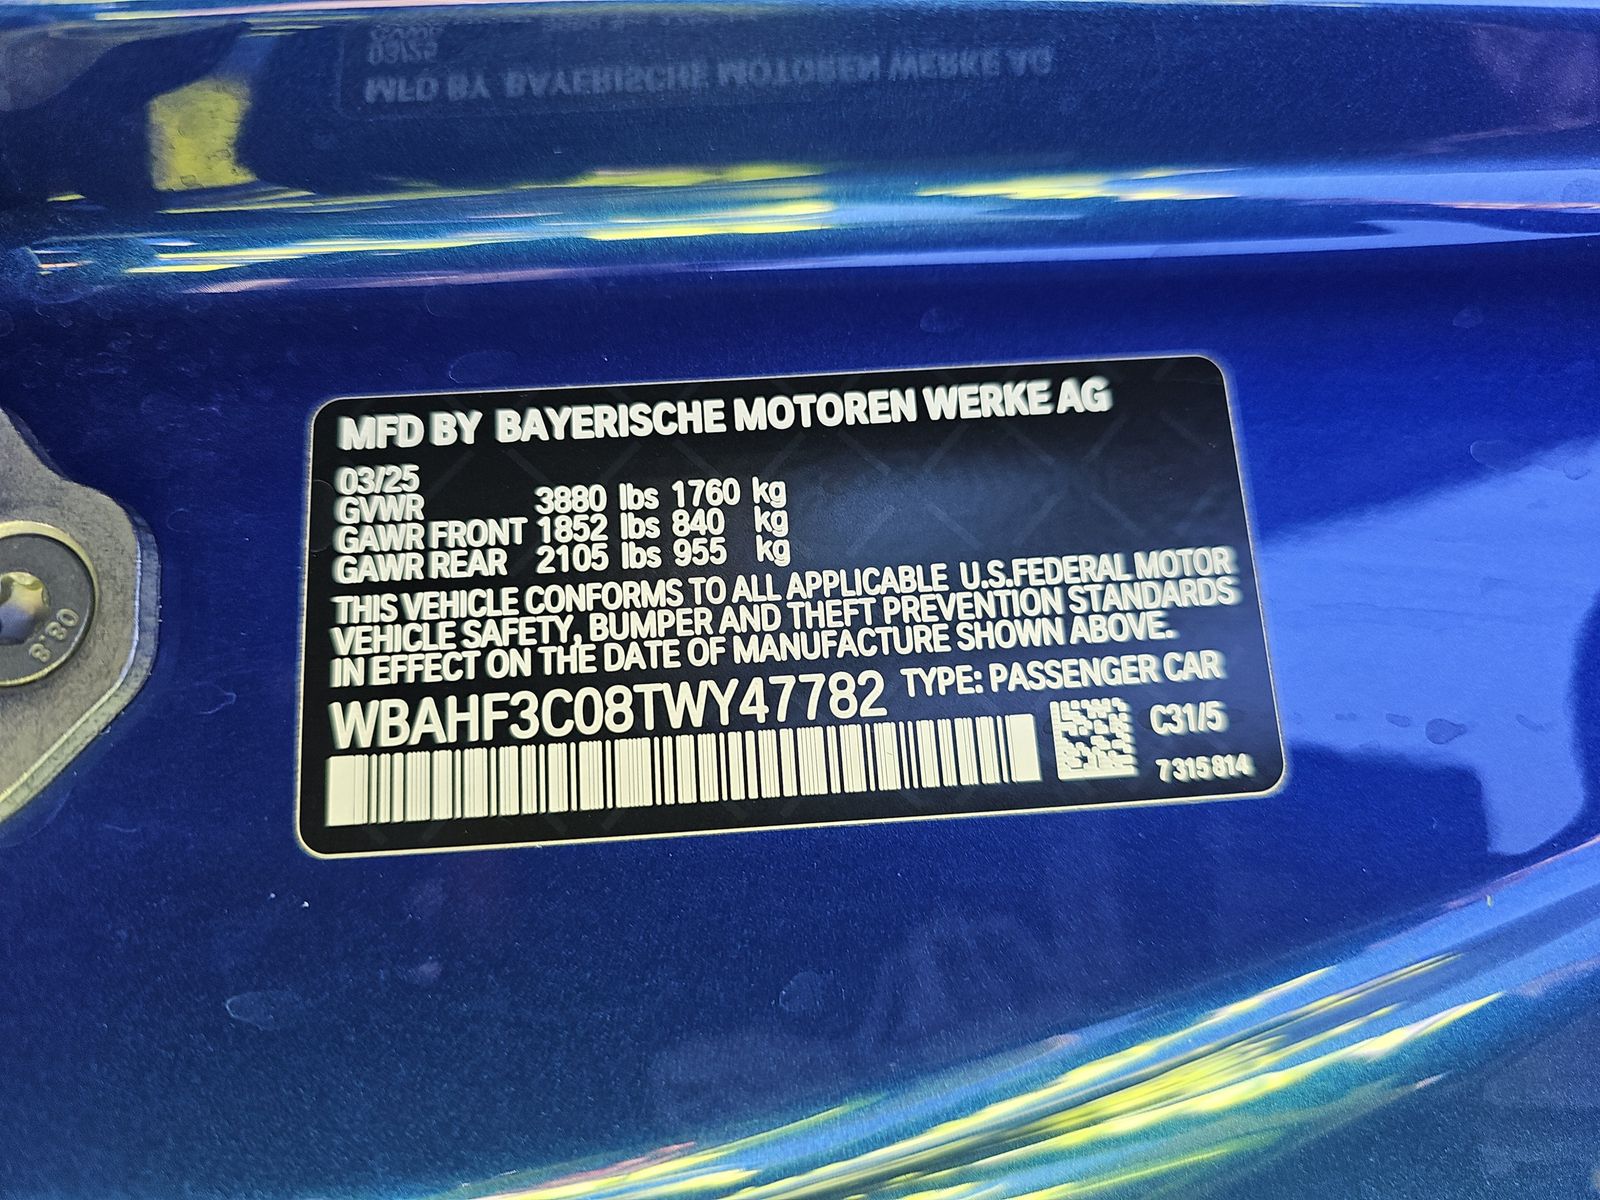 MFD BY BAYERISCHE MOTOREN WERKE AG
03/25
GVWR 3880 lbs 1760 kg
GAWR FRONT 1852 lbs 840 kg
GAWR REAR 2105 lbs 955 kg
THIS VEHICLE CONFORMS TO ALL APPLICABLE U.S.FEDERAL MOTOR
VEHICLE SAFETY, BUMPER AND THEFT PREVENTION STANDARDS
IN EFFECT ON THE DATE OF MANUFACTURE SHOWN ABOVE.
WBAHF3C08TWY47782 TYPE: PASSENGER CAR
C31/5
7315814
8.80